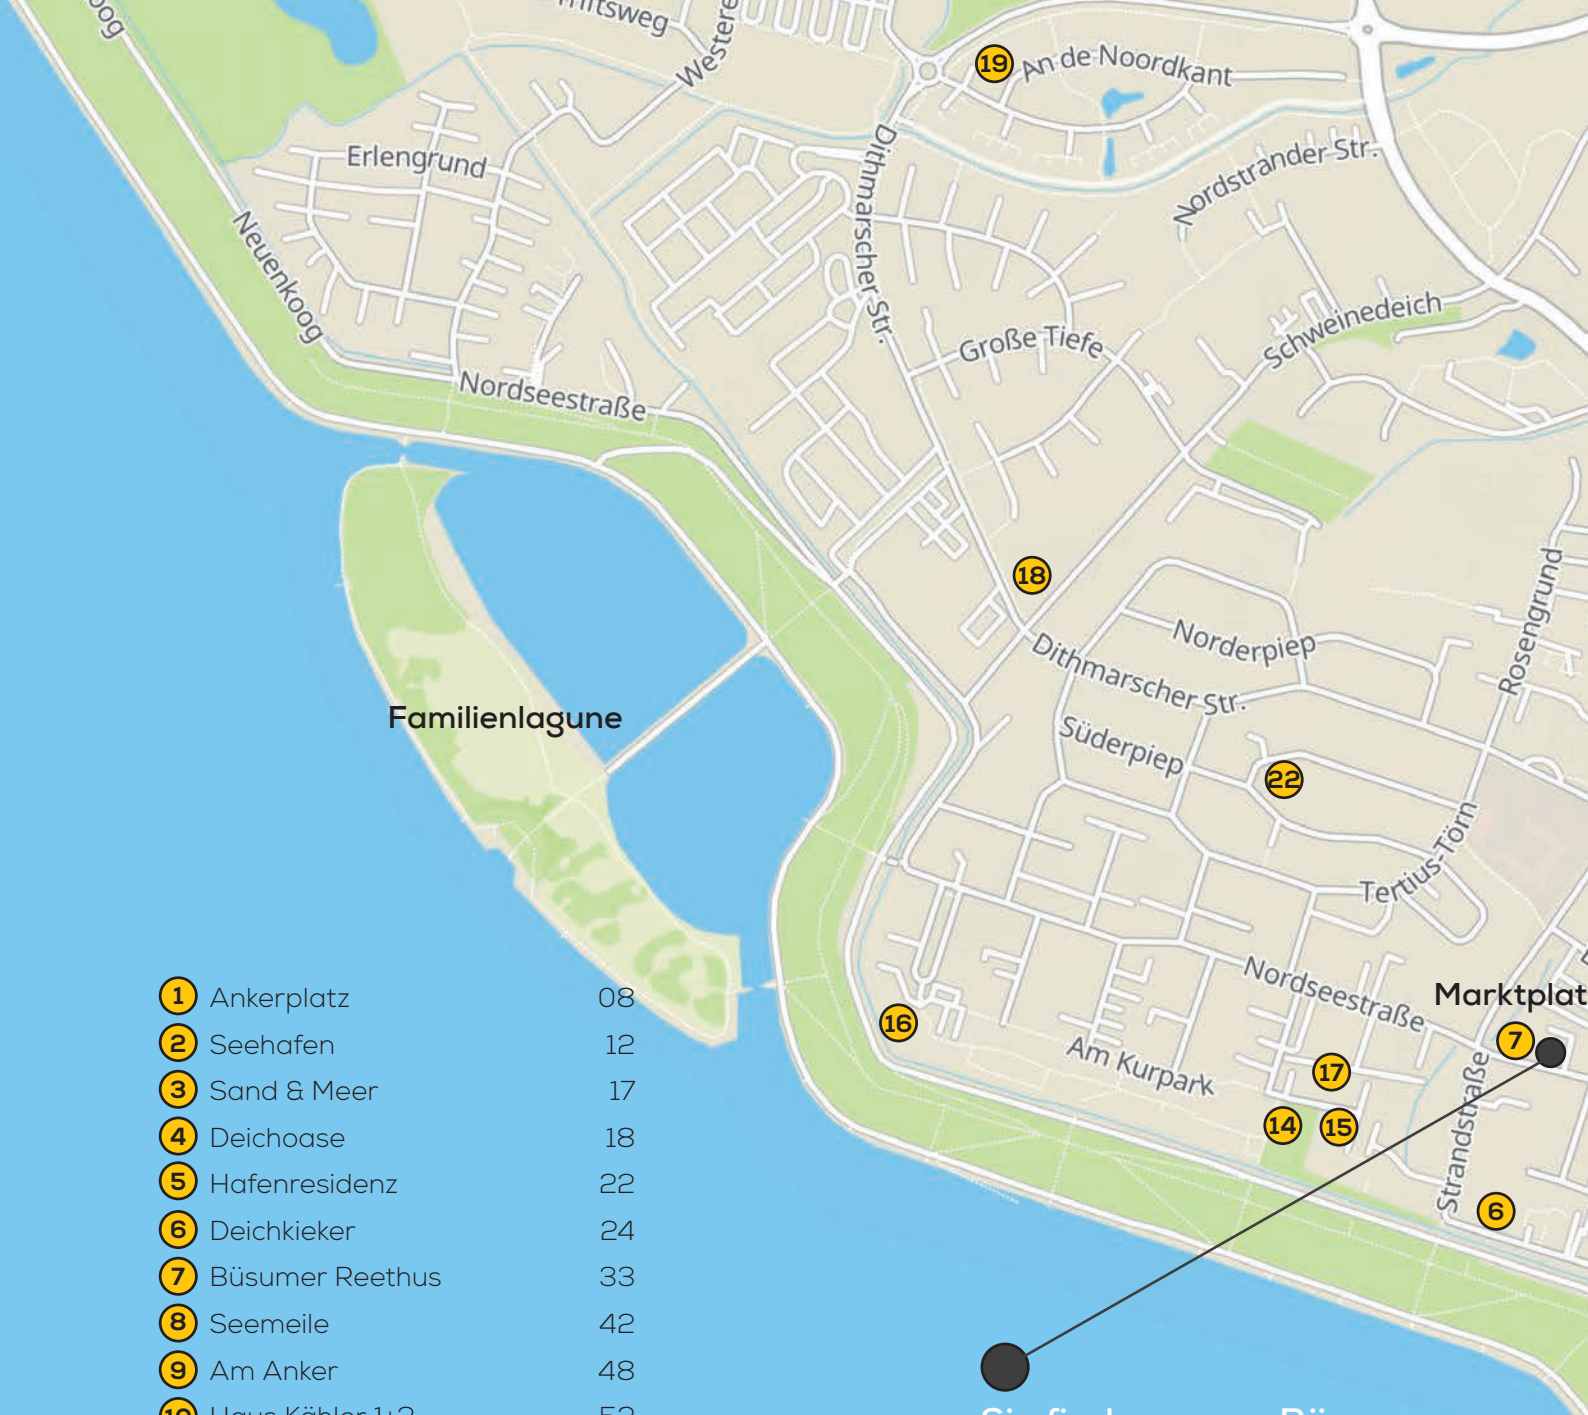 19
An de Noordkant
Erlengrund
Dithmarscher Str.
Nordstrander Str.
Neuenkoog
Große Tiefe
Schweinedeich
Nordseestraße
18
Norderpiep
Rosengrund
Dithmarscher Str.
Familienlagune
Süderpiep
22
Tertius-Törn
Nordseestraße
Marktplat
16
7
Am Kurpark
17
14
15
Strandstraße
6
1 Ankerplatz 08
2 Seehafen 12
3 Sand & Meer 17
4 Deichoase 18
5 Hafenresidenz 22
6 Deichkieker 24
7 Büsumer Reethus 33
8 Seemeile 42
9 Am Anker 48